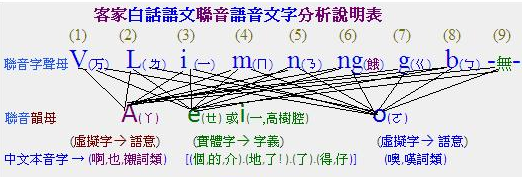 客家白話語文聯音語音文字分析說明表
(1) (2) (3) (4) (5) (6) (7) (8) (9)
聯音字聲母 V(万) L(ㄌ) i(一) m(ㄇ) n(ㄋ) ng(餓) g(ㄍ) b(ㄅ) -無-
聯音韻母 A(ㄚ) e(ㄝ) 或i(一,高樹腔) o(ㄛ)
(虛擬字→語意) (實體字→字義) (虛擬字→語意)
中文本音字→(啊,也,襯詞類) [(個,的,介).(地,了!).(了).(得,仔)] (噢,嘆詞類)